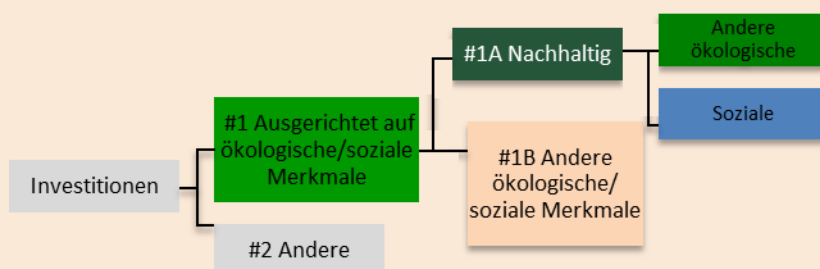 Investitionen
#1 Ausgerichtet auf
ökologische/soziale
Merkmale
#2 Andere
#1A Nachhaltig
#1B Andere
ökologische/
soziale Merkmale
Andere
ökologische
Soziale